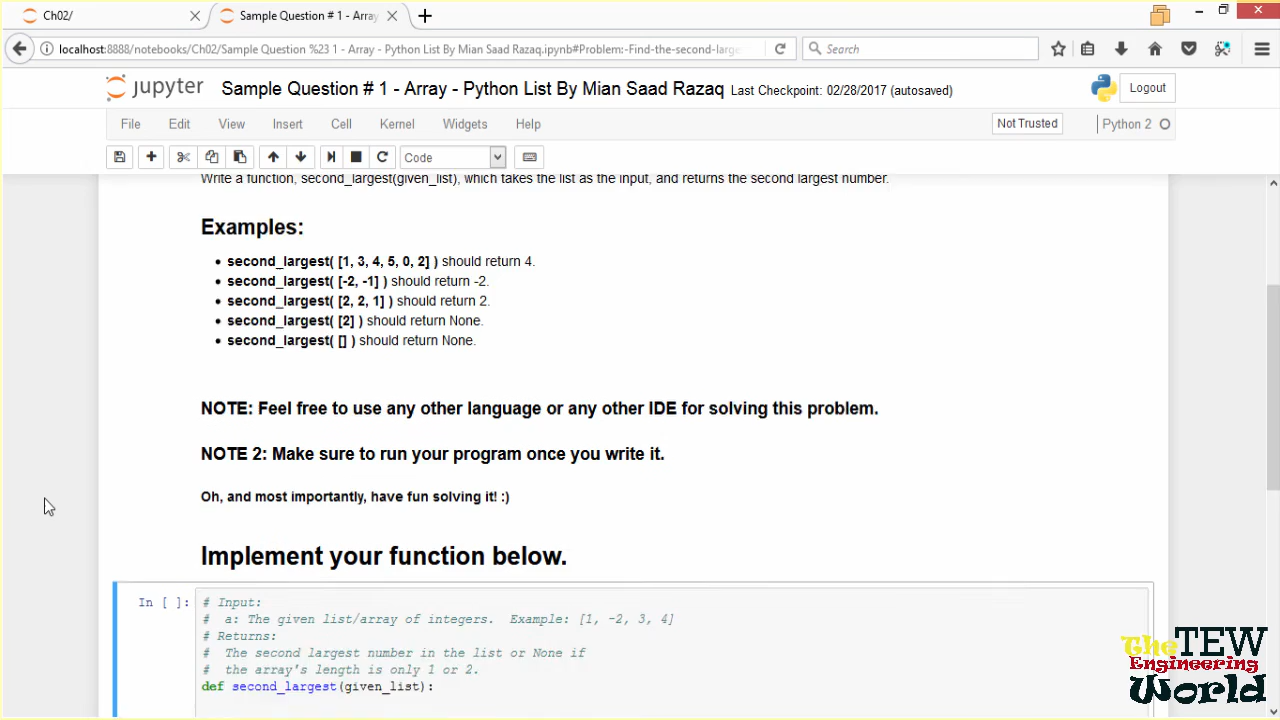 Ch02/
Sample Question # 1 - Array
localhost:8888/notebooks/Ch02/Sample Question %23 1 - Array - Python List By Mian Saad Razaq.ipynb#Problem:-Find-the-second-large
Search
jupyter
Sample Question # 1 - Array - Python List By Mian Saad Razaq Last Checkpoint: 02/28/2017 (autosaved)
Logout
File Edit View Insert Cell Kernel Widgets Help
Not Trusted
Python 2
Code
Write a function, second_largest(given_list), which takes the list as the input, and returns the second largest number.
Examples:
• second_largest( [1, 3, 4, 5, 0, 2] ) should return 4.
• second_largest( [-2, -1] ) should return -2.
• second_largest( [2, 2, 1] ) should return 2.
• second_largest( [2] ) should return None.
• second_largest( [] ) should return None.
NOTE: Feel free to use any other language or any other IDE for solving this problem.
NOTE 2: Make sure to run your program once you write it.
Oh, and most importantly, have fun solving it! :)
Implement your function below.
In [ ]:
# Input:
#  a: The given list/array of integers.  Example: [1, -2, 3, 4]
# Returns:
#  The second largest number in the list or None if
#  the array's length is only 1 or 2.
def second_largest(given_list):
The TEW
Engineering
World